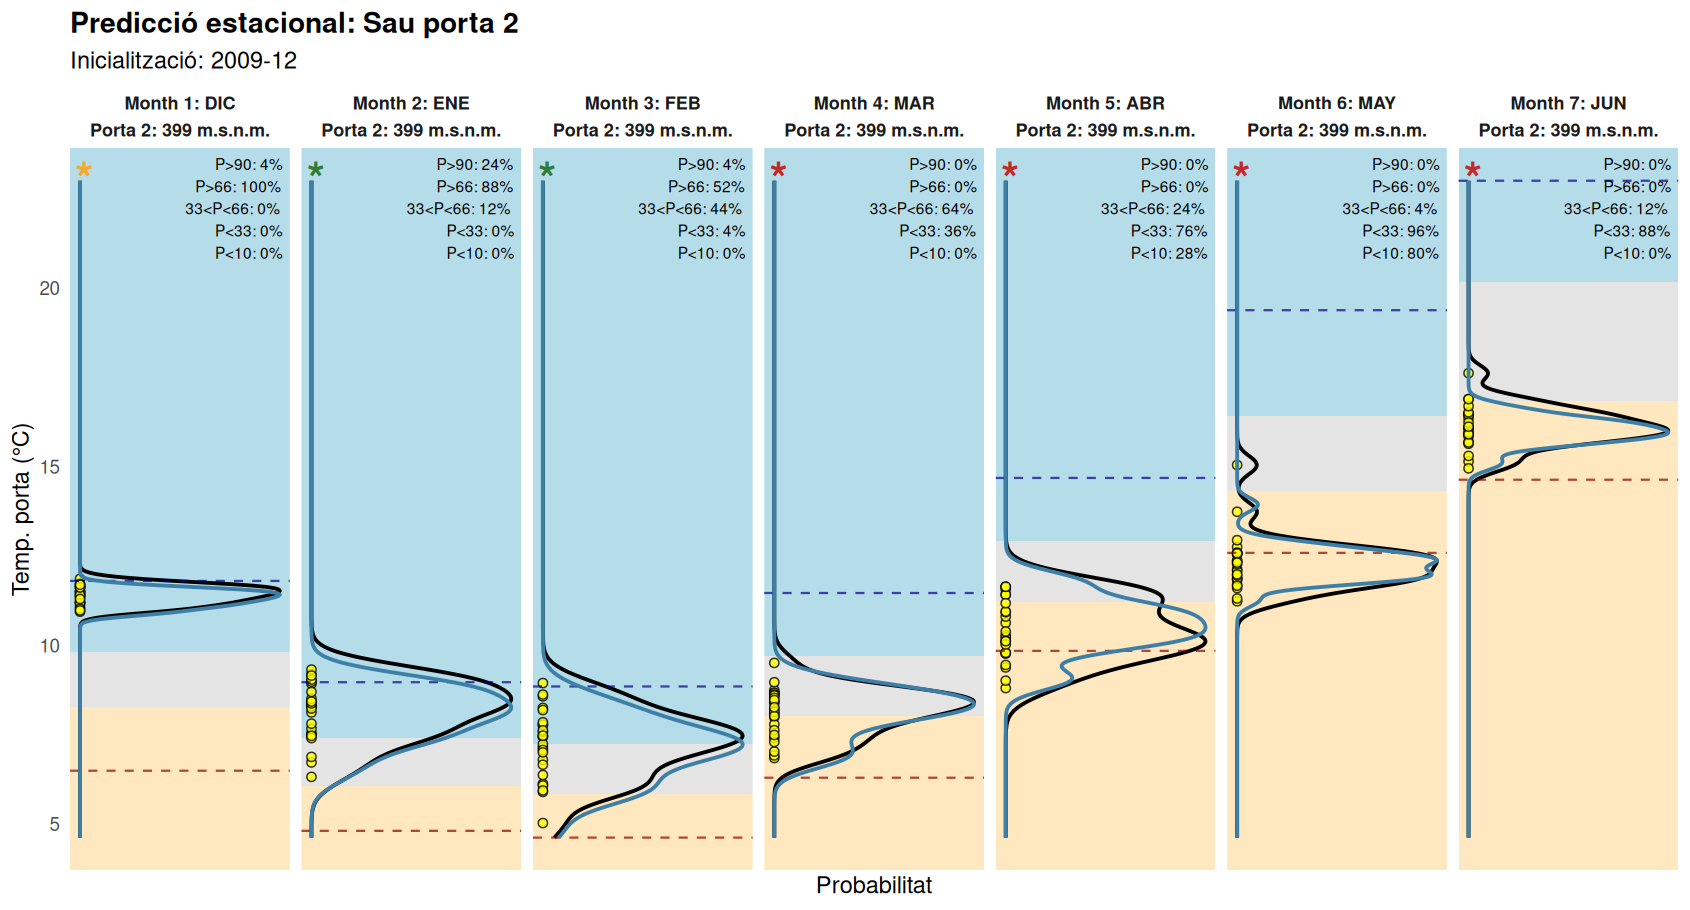 Predicció estacional: Sau porta 2
Inicialització: 2009-12
Month 1: DIC
Porta 2: 399 m.s.n.m.
Month 2: ENE
Porta 2: 399 m.s.n.m.
Month 3: FEB
Porta 2: 399 m.s.n.m.
Month 4: MAR
Porta 2: 399 m.s.n.m.
Month 5: ABR
Porta 2: 399 m.s.n.m.
Month 6: MAY
Porta 2: 399 m.s.n.m.
Month 7: JUN
Porta 2: 399 m.s.n.m.
*
P>90: 4%
P>66: 100%
33<P<66: 0%
P<33: 0%
P<10: 0%
*
P>90: 24%
P>66: 88%
33<P<66: 12%
P<33: 0%
P<10: 0%
*
P>90: 4%
P>66: 52%
33<P<66: 44%
P<33: 4%
P<10: 0%
*
P>90: 0%
P>66: 0%
33<P<66: 64%
P<33: 36%
P<10: 0%
*
P>90: 0%
P>66: 0%
33<P<66: 24%
P<33: 76%
P<10: 28%
*
P>90: 0%
P>66: 0%
33<P<66: 4%
P<33: 96%
P<10: 80%
*
P>90: 0%
P>66: 0%
33<P<66: 12%
P<33: 88%
P<10: 0%
Temp. porta (°C)
20
15
10
5
Probabilitat